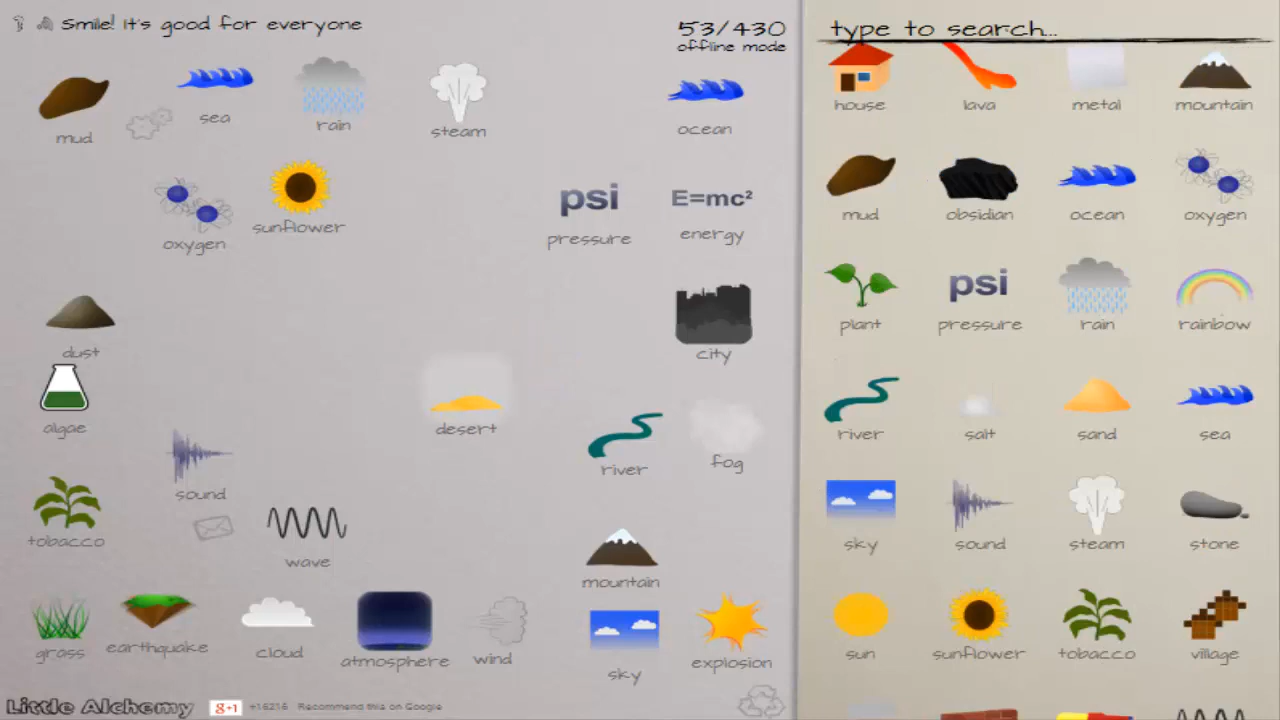 Smile! It's good for everyone
53/430
offline mode
type to search...
mud
sea
rain
steam
ocean
oxygen
sunflower
psi
pressure
E=mc²
energy
dust
city
algae
desert
river
fog
sound
tobacco
wave
mountain
grass
earthquake
cloud
atmosphere
wind
sky
explosion
Little Alchemy
g+1
+16216
Recommend this on Google
house
lava
metal
mountain
mud
obsidian
ocean
oxygen
plant
psi
pressure
rain
rainbow
river
salt
sand
sea
sky
sound
steam
stone
sun
sunflower
tobacco
village